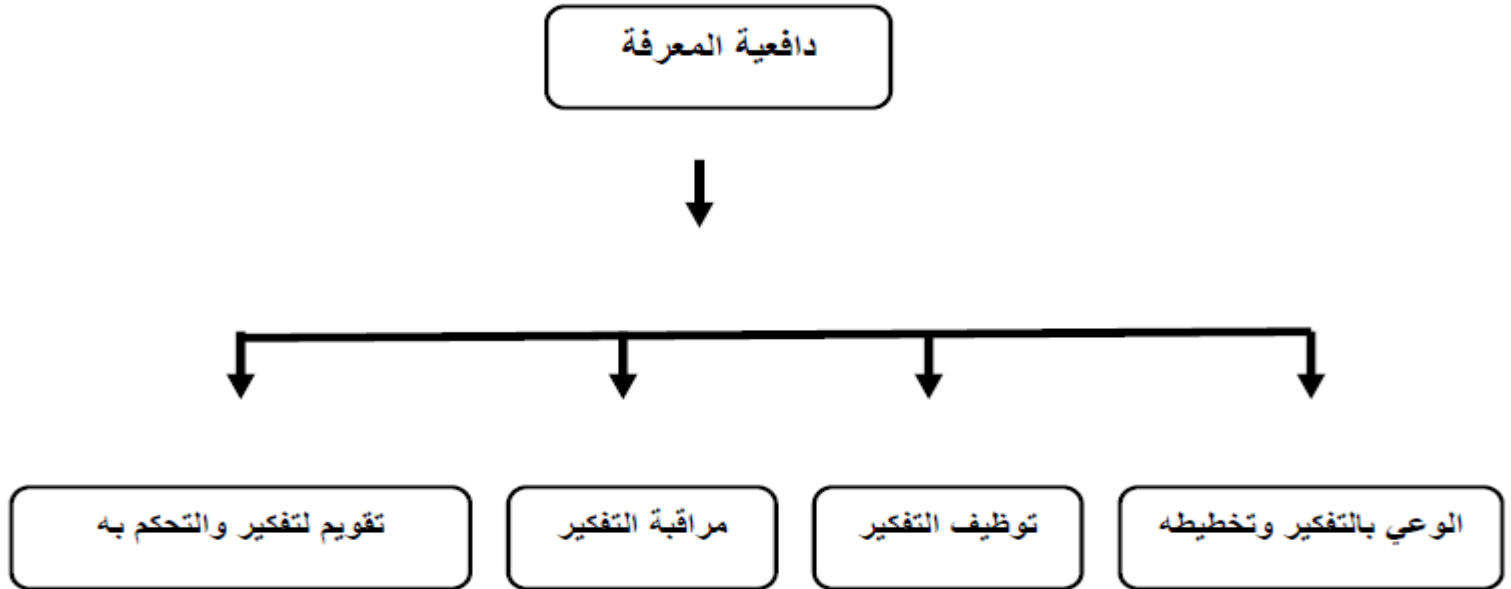 دافعية المعرفة
الوعي بالتفكير وتخطيطه
توظيف التفكير
مراقبة التفكير
تقويم لتفكير والتحكم به